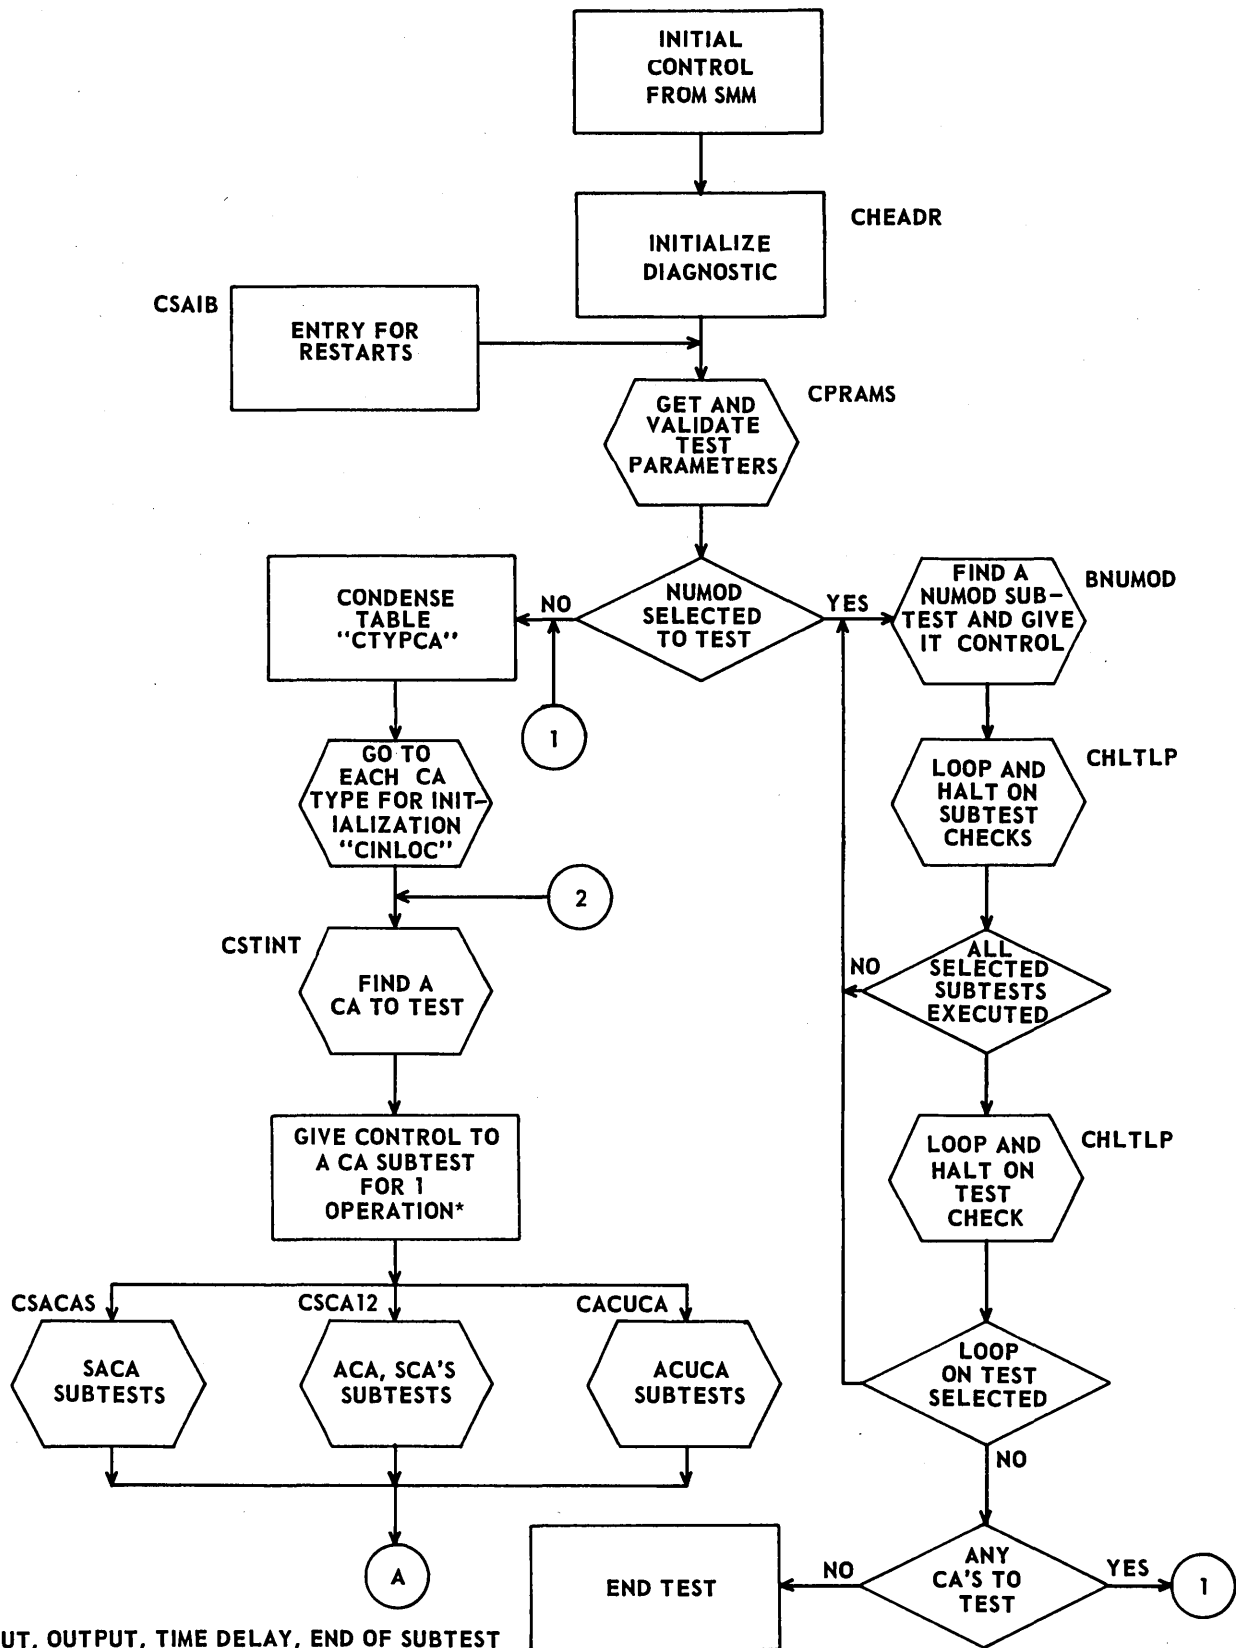 INITIAL
CONTROL
FROM SMM
INITIALIZE
DIAGNOSTIC
CHEADR
CSAIB
ENTRY FOR
RESTARTS
GET AND
VALIDATE
TEST
PARAMETERS
CPRAMS
NUMOD
SELECTED
TO TEST
NO
YES
CONDENSE
TABLE
"CTYPCA"
FIND A
NUMOD SUB-
TEST AND GIVE
IT CONTROL
BNUMOD
1
GO TO
EACH CA
TYPE FOR INIT-
IALIZATION
"CINLOC"
LOOP AND
HALT ON
SUBTEST
CHECKS
CHLTLP
2
CSTINT
FIND A
CA TO TEST
ALL
SELECTED
SUBTESTS
EXECUTED
NO
GIVE CONTROL TO
A CA SUBTEST
FOR 1
OPERATION*
LOOP AND
HALT ON
TEST
CHECK
CHLTLP
CSACAS
CSCA12
CACUCA
SACA
SUBTESTS
ACA, SCA'S
SUBTESTS
ACUCA
SUBTESTS
LOOP
ON TEST
SELECTED
NO
A
END TEST
NO
ANY
CA'S TO
TEST
YES
1
OUTPUT, TIME DELAY, END OF SUBTEST